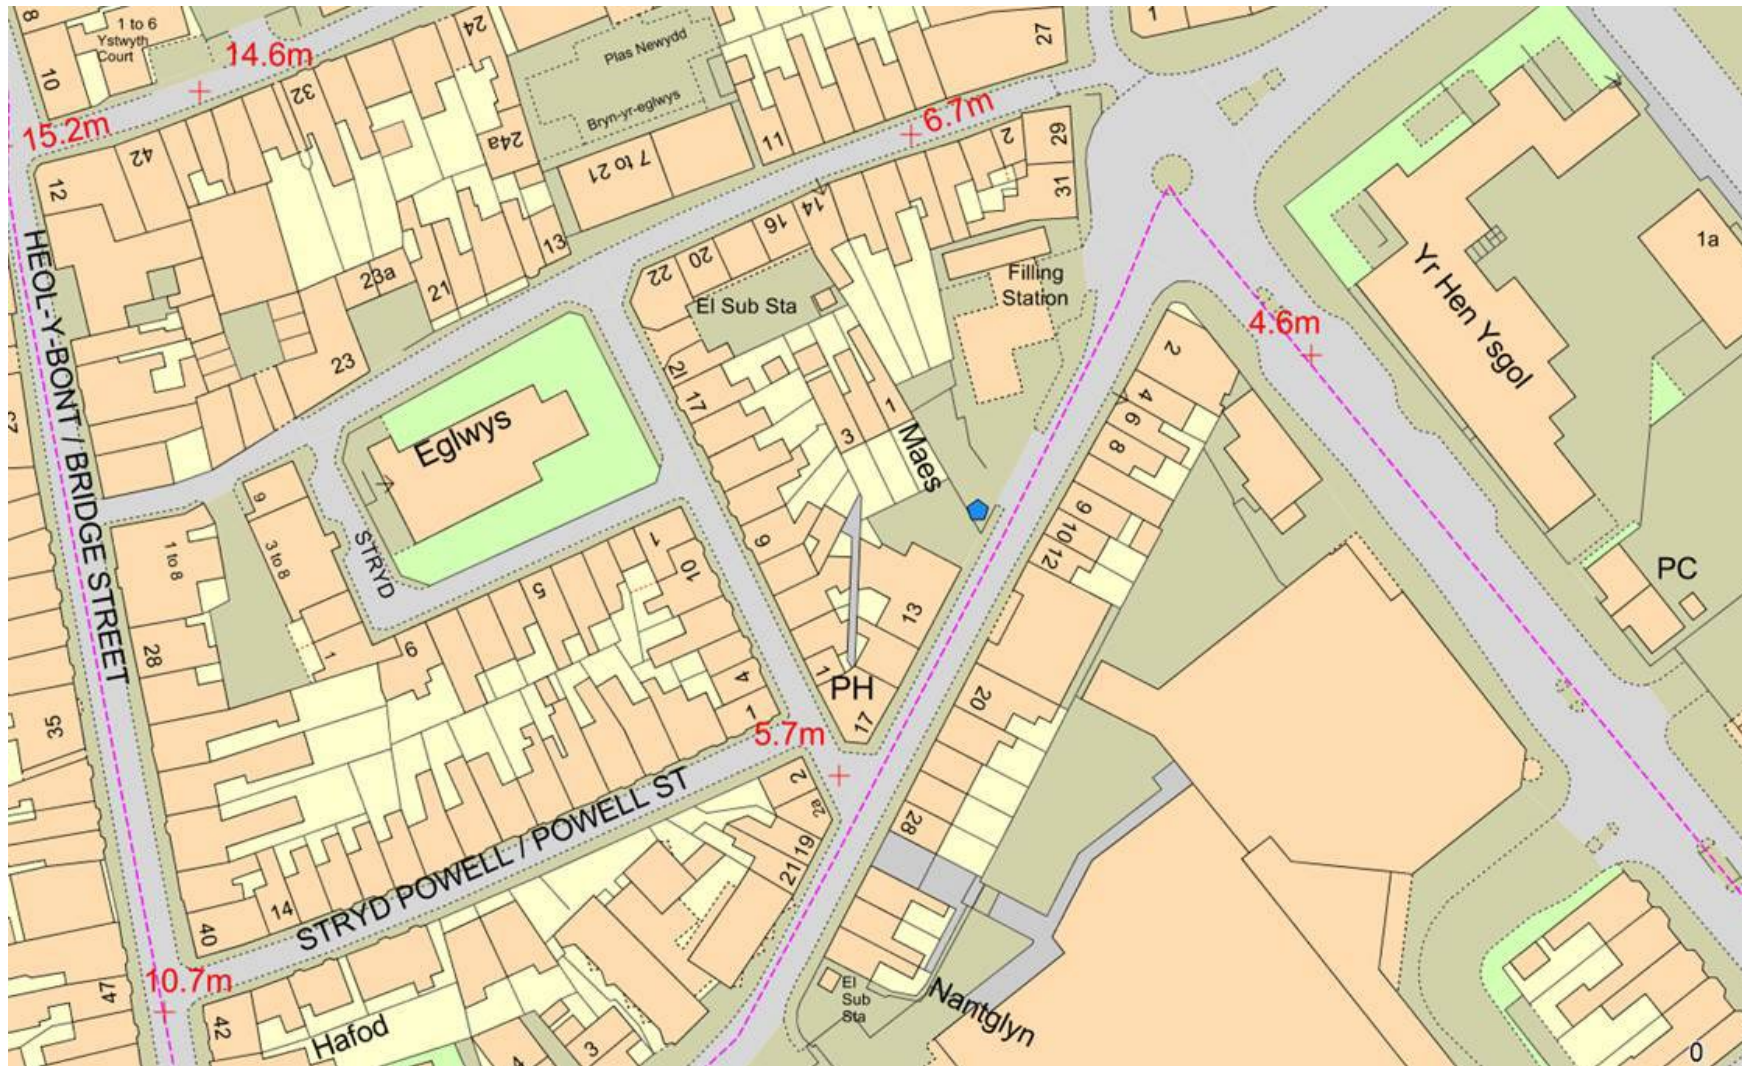 8
1 to 6
Ystwyth
Court
14.6m
24
Plas Newydd
27
1
10
32
15.2m
42
24a
Bryn-yr-eglwys
6.7m
11
2
29
7 to 21
31
12
14
16
13
1a
HEOL-Y-BONT / BRIDGE STREET
23a
21
22
20
Filling
Station
El Sub Sta
Yr Hen Ysgol
4.6m
23
2
21
17
1
4
6
Eglwys
3
Maes
8
9
9
9
10
12
STRYD
1 to 8
3 to 8
1
10
5
PC
13
28
1
6
4
1
PH
20
35
1
5.7m
17
2
2a
28
19
21
STRYD POWELL / POWELL ST
14
40
10.7m
47
El
Sub
Sta
Nantglyn
42
Hafod
4
3
0